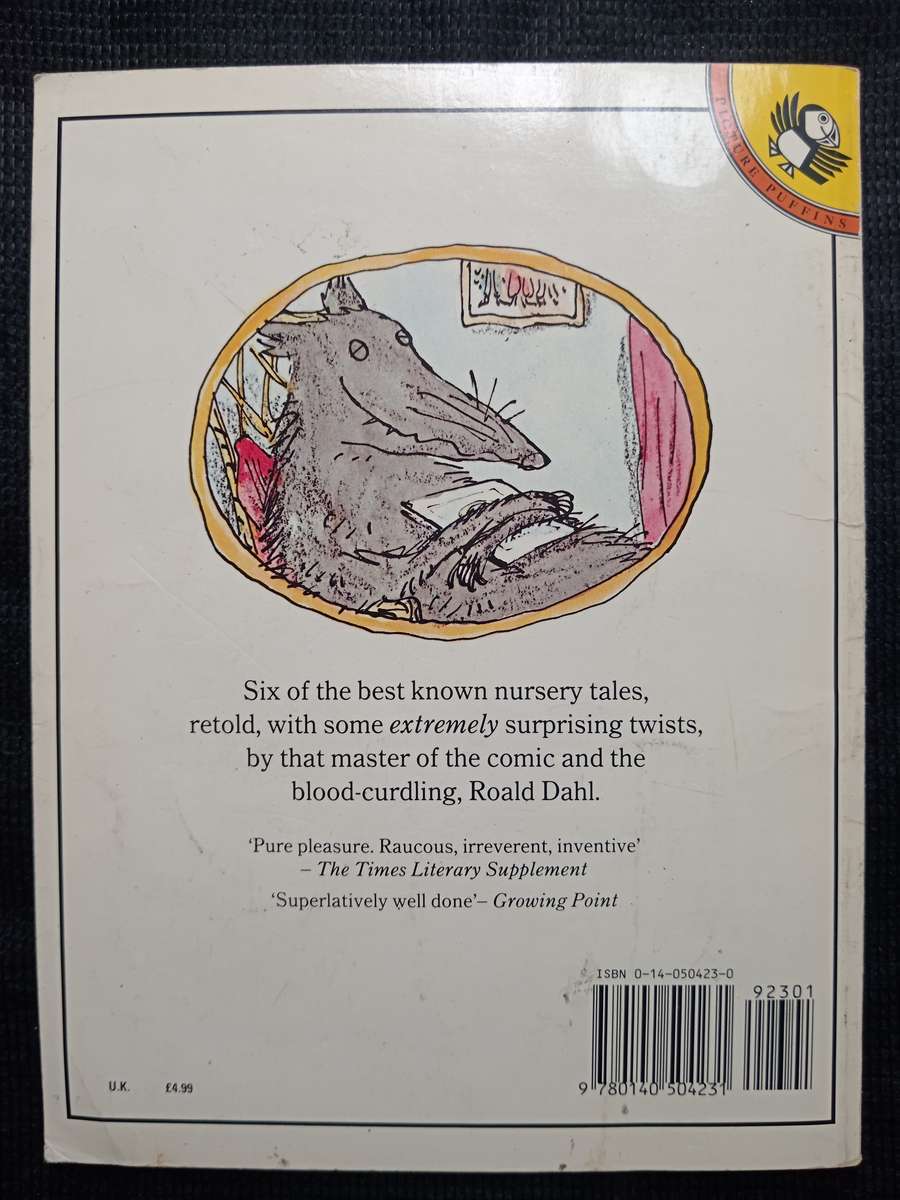 PICTURE PUFFINS
Six of the best known nursery tales,
retold, with some extremely surprising twists,
by that master of the comic and the
blood-curdling, Roald Dahl.
‘Pure pleasure. Raucous, irreverent, inventive’
– The Times Literary Supplement
‘Superlatively well done’– Growing Point
ISBN 0-14-050423-0
92301
9 780140 504231
U.K. £4.99